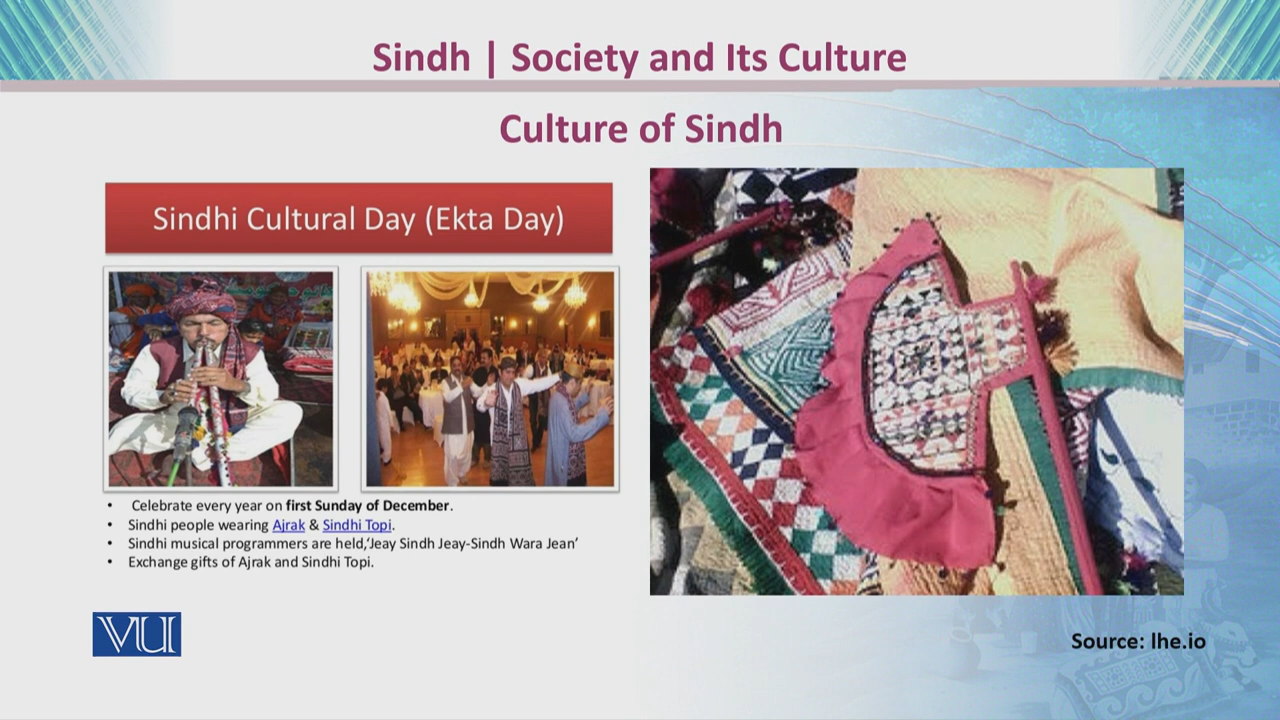 Sindh | Society and Its Culture
Culture of Sindh
Sindhi Cultural Day (Ekta Day)
• Celebrate every year on first Sunday of December.
• Sindhi people wearing Ajrak & Sindhi Topi.
• Sindhi musical programmers are held,‘Jeay Sindh Jeay-Sindh Wara Jean’
• Exchange gifts of Ajrak and Sindhi Topi.
VU
Source: lhe.io